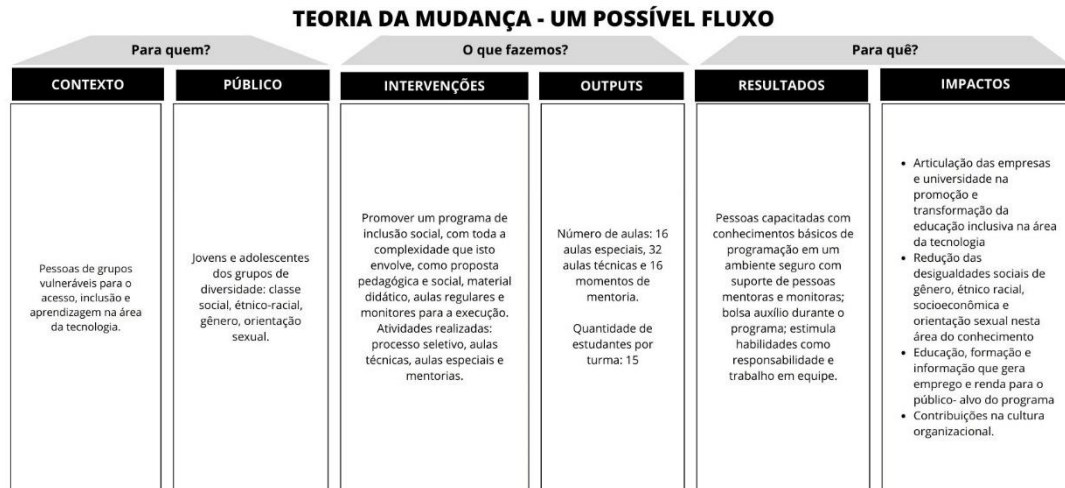 TEORIA DA MUDANÇA - UM POSSÍVEL FLUXO
Para quem?
O que fazemos?
Para quê?
CONTEXTO
PÚBLICO
INTERVENÇÕES
OUTPUTS
RESULTADOS
IMPACTOS
Pessoas de grupos
vulneráveis para o
acesso, inclusão e
aprendizagem na área
da tecnologia.
Jovens e adolescentes
dos grupos de
diversidade: classe
social, étnico-racial,
gênero, orientação
sexual.
Promover um programa de
inclusão social, com toda a
complexidade que isto
envolve, como proposta
pedagógica e social, material
didático, aulas regulares e
monitores para a execução.
Atividades realizadas:
processo seletivo, aulas
técnicas, aulas especiais e
mentorias.
Número de aulas: 16
aulas especiais, 32
aulas técnicas e 16
momentos de
mentoria.
Quantidade de
estudantes por
turma: 15
Pessoas capacitadas com
conhecimentos básicos de
programação em um
ambiente seguro com
suporte de pessoas
mentoras e monitoras;
bolsa auxílio durante o
programa; estimula
habilidades como
responsabilidade e
trabalho em equipe.
• Articulação das empresas
e universidade na
promoção e
transformação da
educação inclusiva na área
da tecnologia
• Redução das
desigualdades sociais de
gênero, étnico racial,
socioeconômica e
orientação sexual nesta
área do conhecimento
• Educação, formação e
informação que gera
emprego e renda para o
público- alvo do programa
• Contribuições na cultura
organizacional.